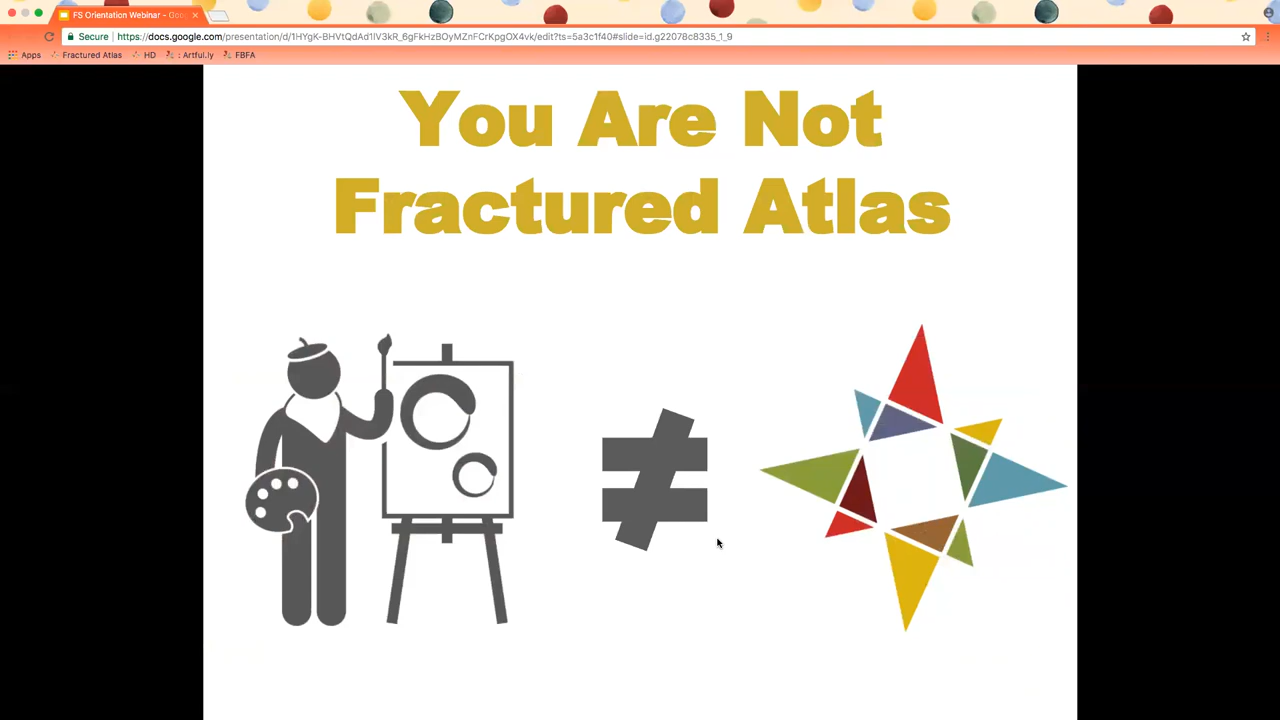 FS Orientation Webinar - Goo
Secure
https://docs.google.com/presentation/d/1HYgK-BHVtQdAd1lV3kR_6gFkHzBOyMZnFCrKpgOX4vk/edit?ts=5a3c1f40#slide=id.g22078c8335_1_9
Apps Fractured Atlas HD : Artful.ly FBFA
You Are Not
Fractured Atlas